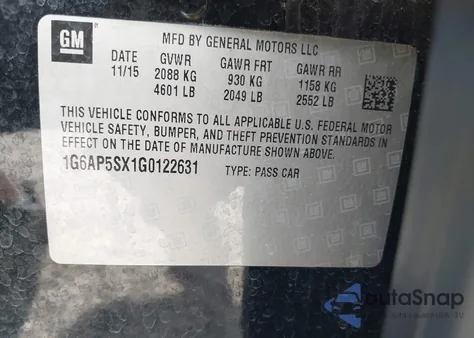 GM
MFD BY GENERAL MOTORS LLC
DATE GVWR GAWR FRT GAWR RR
11/15 2088 KG 930 KG 1158 KG
4601 LB 2049 LB 2552 LB
THIS VEHICLE CONFORMS TO ALL APPLICABLE U.S. FEDERAL MOTOR
VEHICLE SAFETY, BUMPER, AND THEFT PREVENTION STANDARDS IN
EFFECT ON THE DATE OF MANUFACTURE SHOWN ABOVE.
1G6AP5SX1G0122631 TYPE: PASS CAR
autaSnap